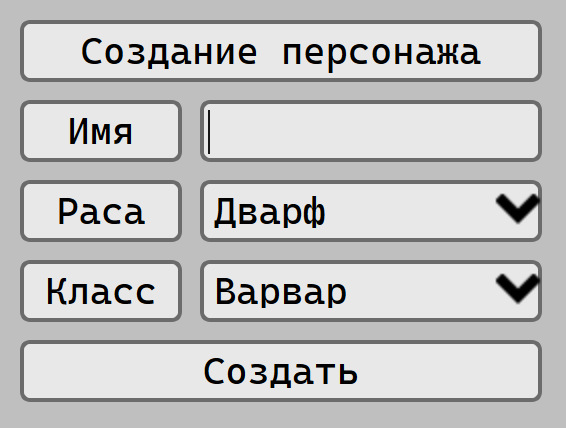 Создание персонажа
Имя
Раса Дварф
Класс Варвар
Создать